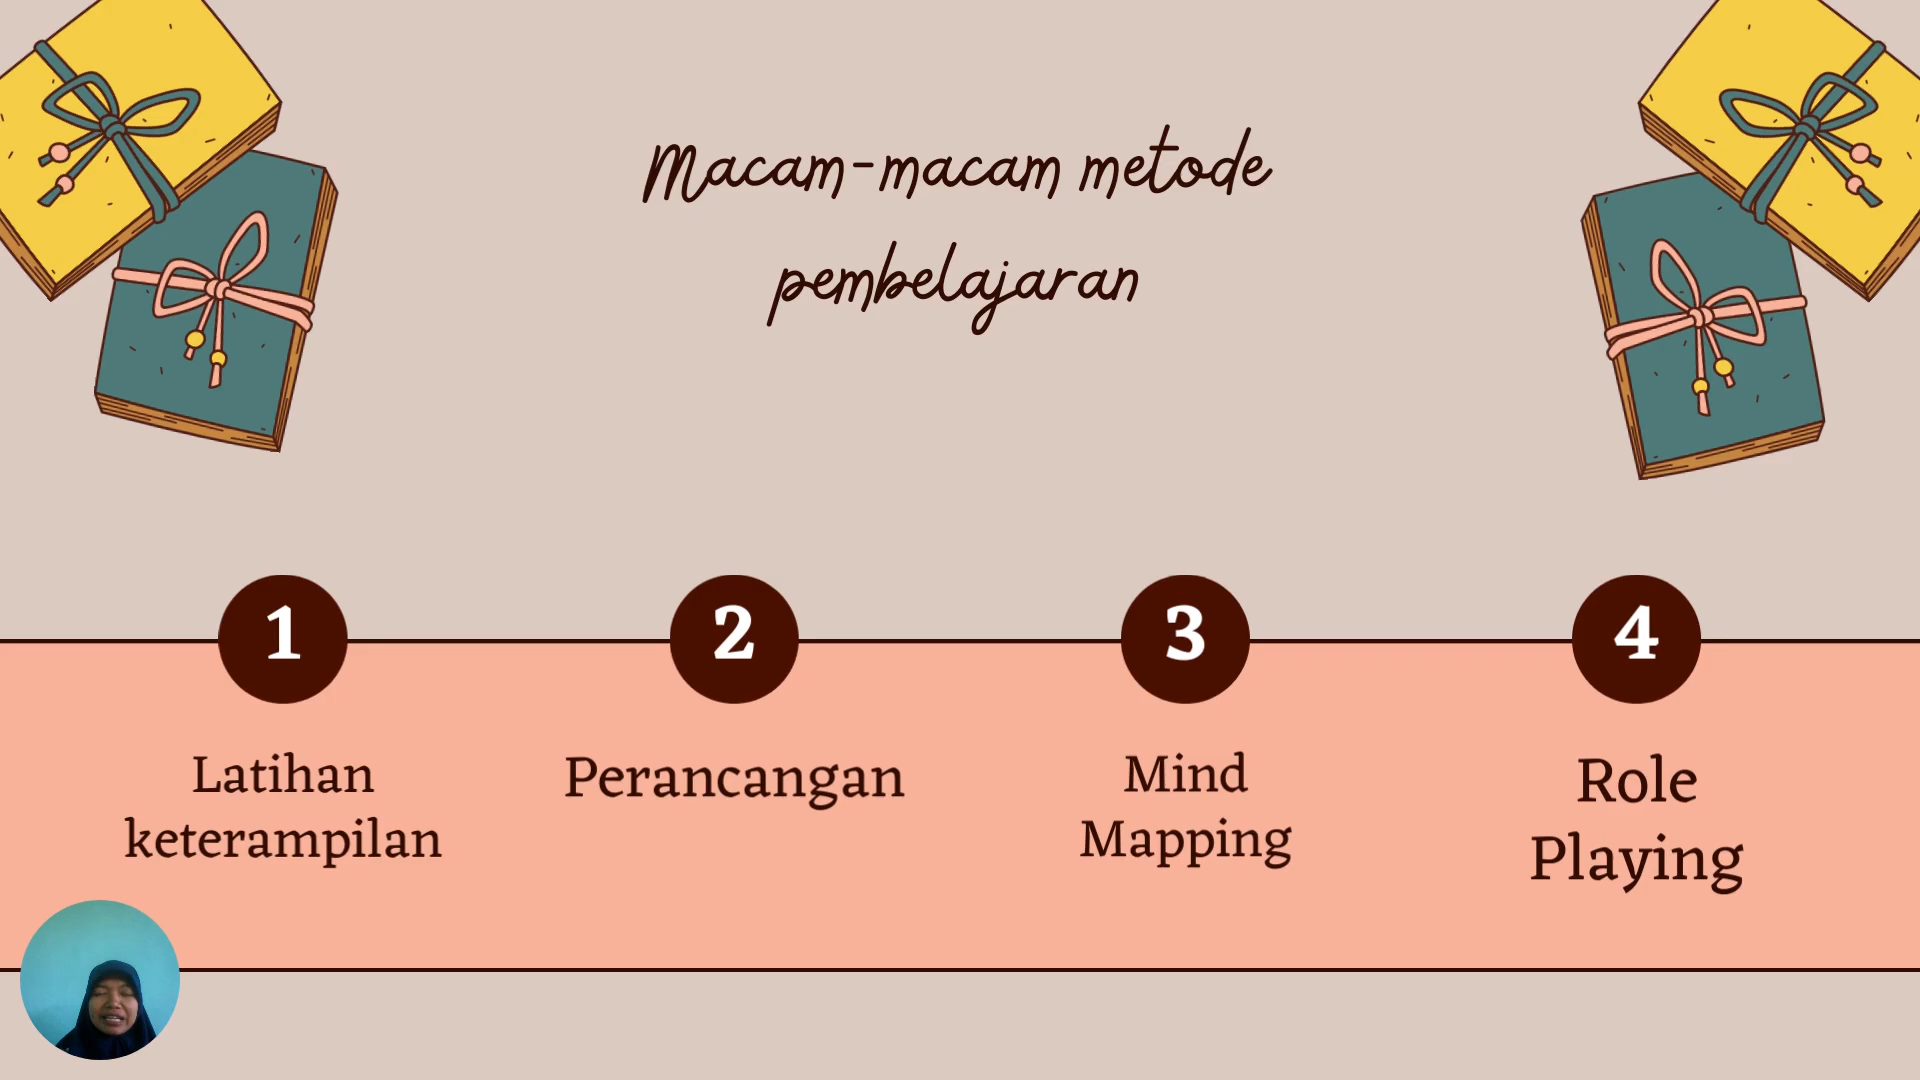 Macam-macam metode
pembelajaran
1
Latihan
keterampilan
2
Perancangan
3
Mind
Mapping
4
Role
Playing